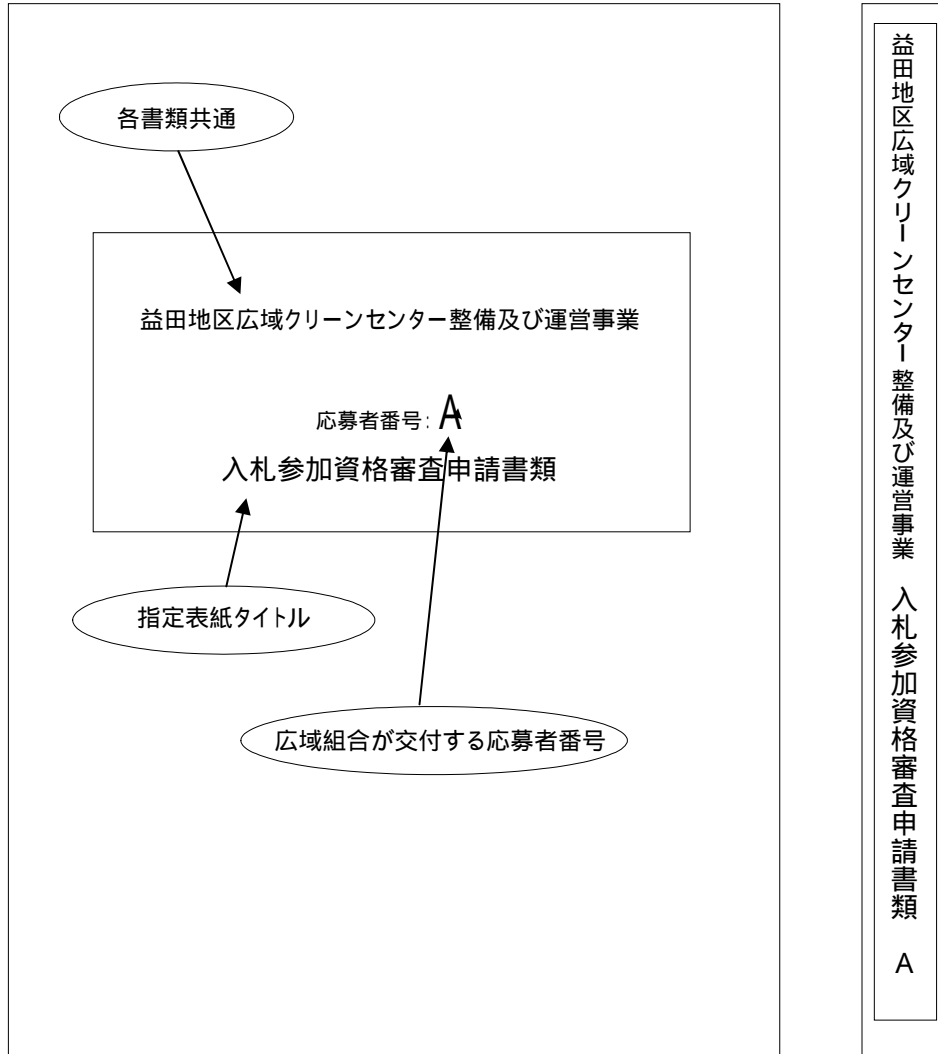 各書類共通
益田地区広域クリーンセンター整備及び運営事業
応募者番号：A
入札参加資格審査申請書類
指定表紙タイトル
広域組合が交付する応募者番号
益田地区広域クリーンセンター整備及び運営事業　入札参加資格審査申請書類　A